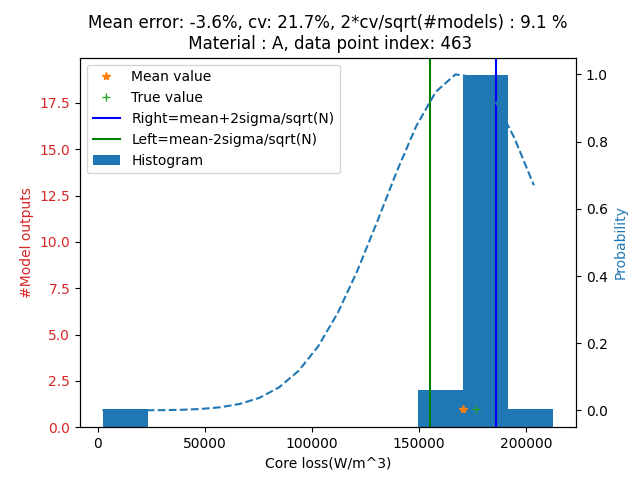 Mean error: -3.6%, cv: 21.7%, 2*cv/sqrt(#models) : 9.1 %
Material : A, data point index: 463
Mean value
True value
Right=mean+2sigma/sqrt(N)
Left=mean-2sigma/sqrt(N)
Histogram
#Model outputs
17.5
15.0
12.5
10.0
7.5
5.0
2.5
0.0
1.0
0.8
0.6
0.4
0.2
0.0
Probability
0 50000 100000 150000 200000
Core loss(W/m^3)